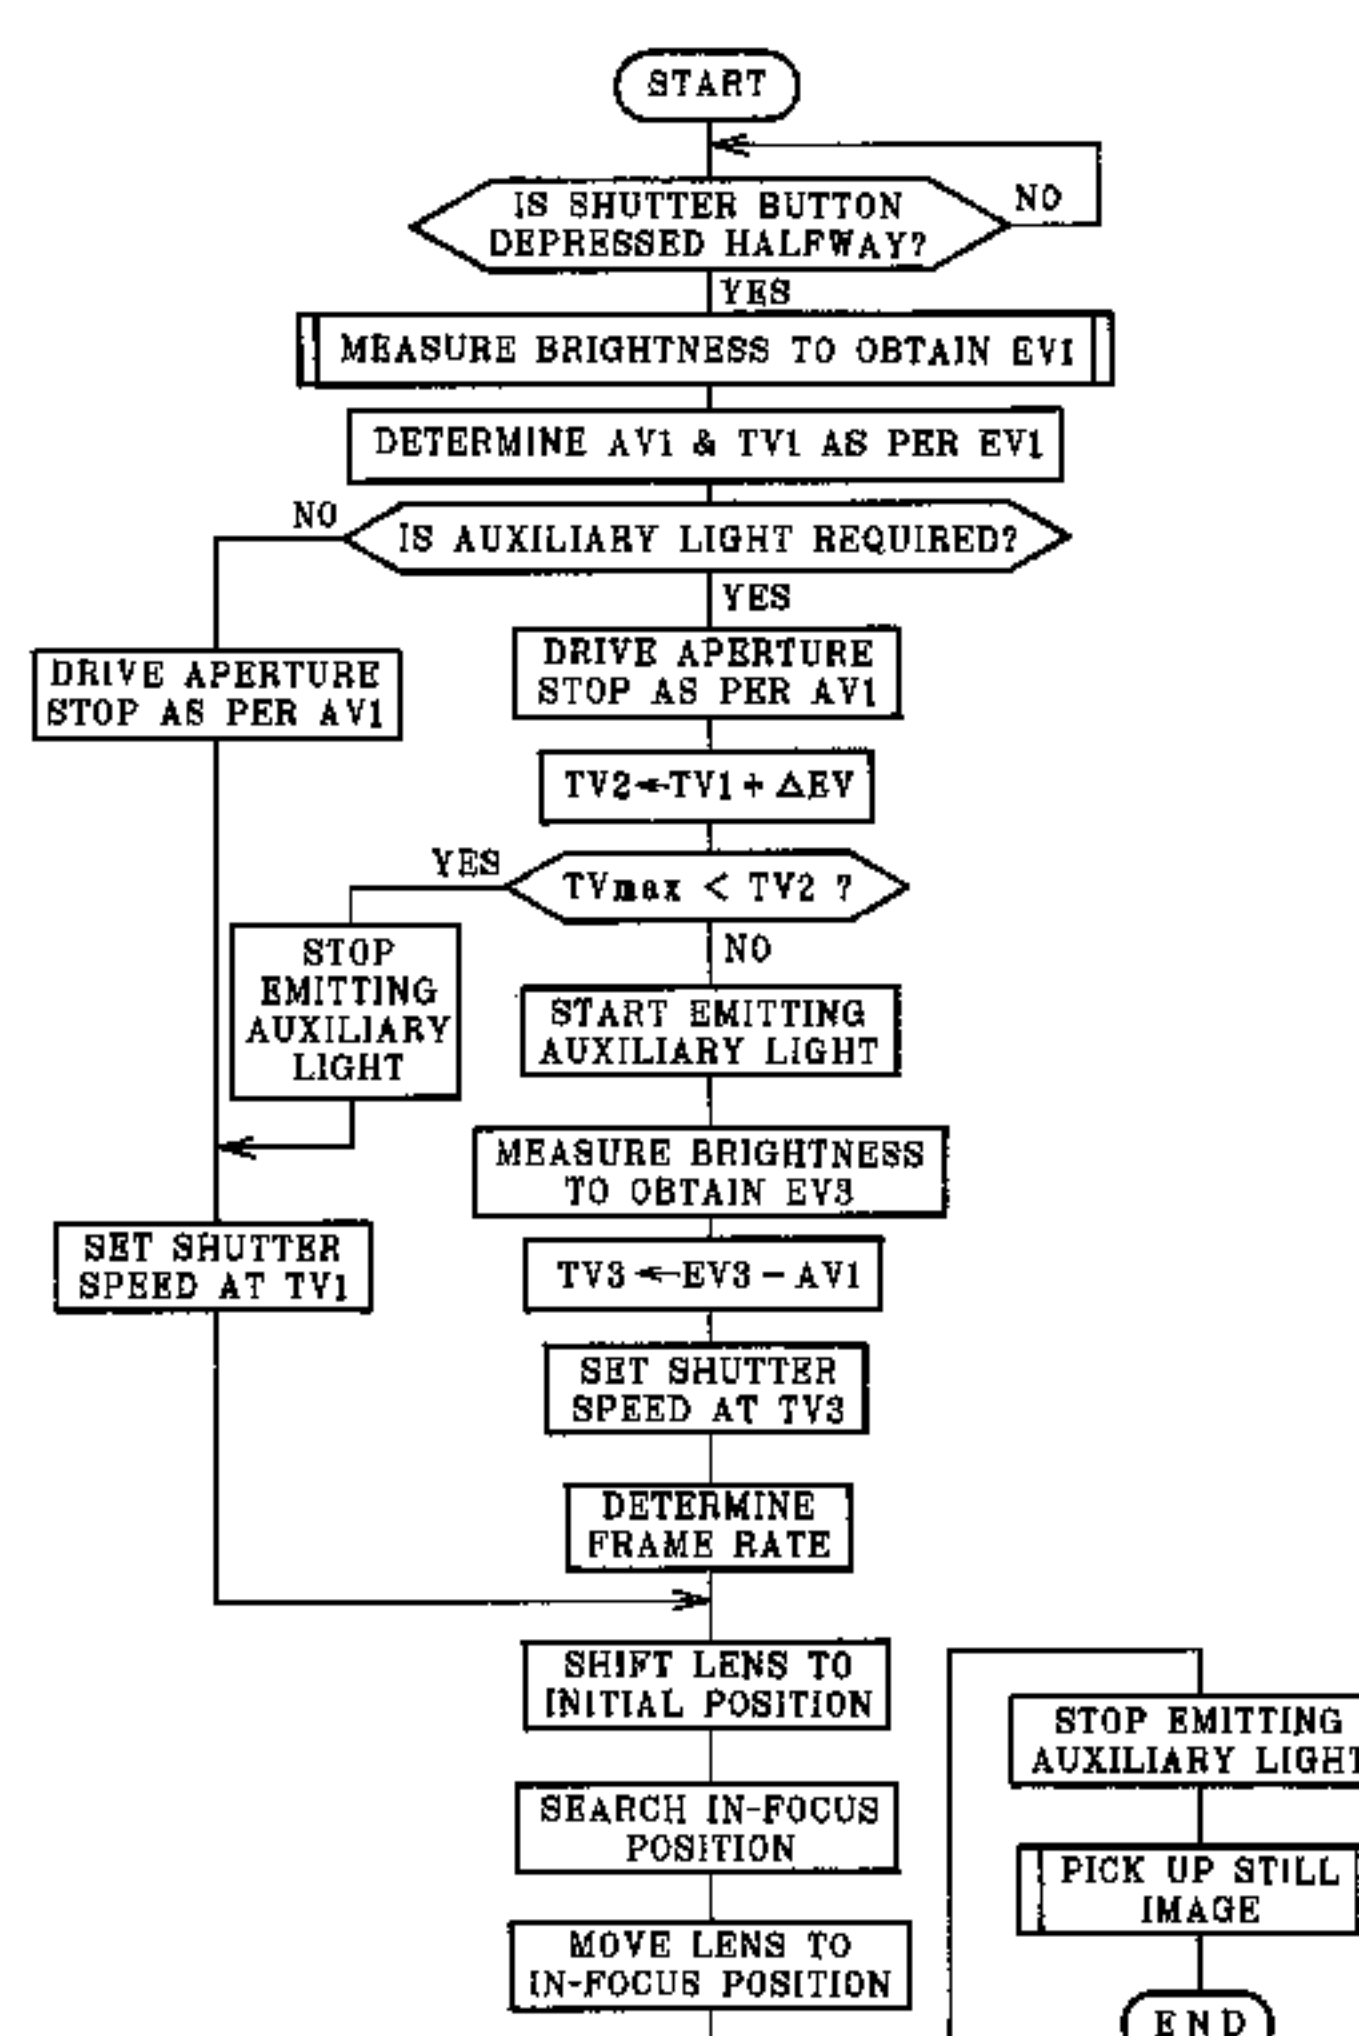 START
NO
IS SHUTTER BUTTON
DEPRESSED HALFWAY?
YES
MEASURE BRIGHTNESS TO OBTAIN EV1
DETERMINE AV1 & TV1 AS PER EV1
NO
IS AUXILIARY LIGHT REQUIRED?
YES
DRIVE APERTURE
STOP AS PER AV1
DRIVE APERTURE
STOP AS PER AV1
TV2←TV1+ΔEV
YES
TVmax < TV2 ?
NO
STOP
EMITTING
AUXILIARY
LIGHT
START EMITTING
AUXILIARY LIGHT
MEASURE BRIGHTNESS
TO OBTAIN EV3
SET SHUTTER
SPEED AT TV1
TV3←EV3－AV1
SET SHUTTER
SPEED AT TV3
DETERMINE
FRAME RATE
SHIFT LENS TO
INITIAL POSITION
SEARCH IN-FOCUS
POSITION
MOVE LENS TO
IN-FOCUS POSITION
STOP EMITTING
AUXILIARY LIGHT
PICK UP STILL
IMAGE
END